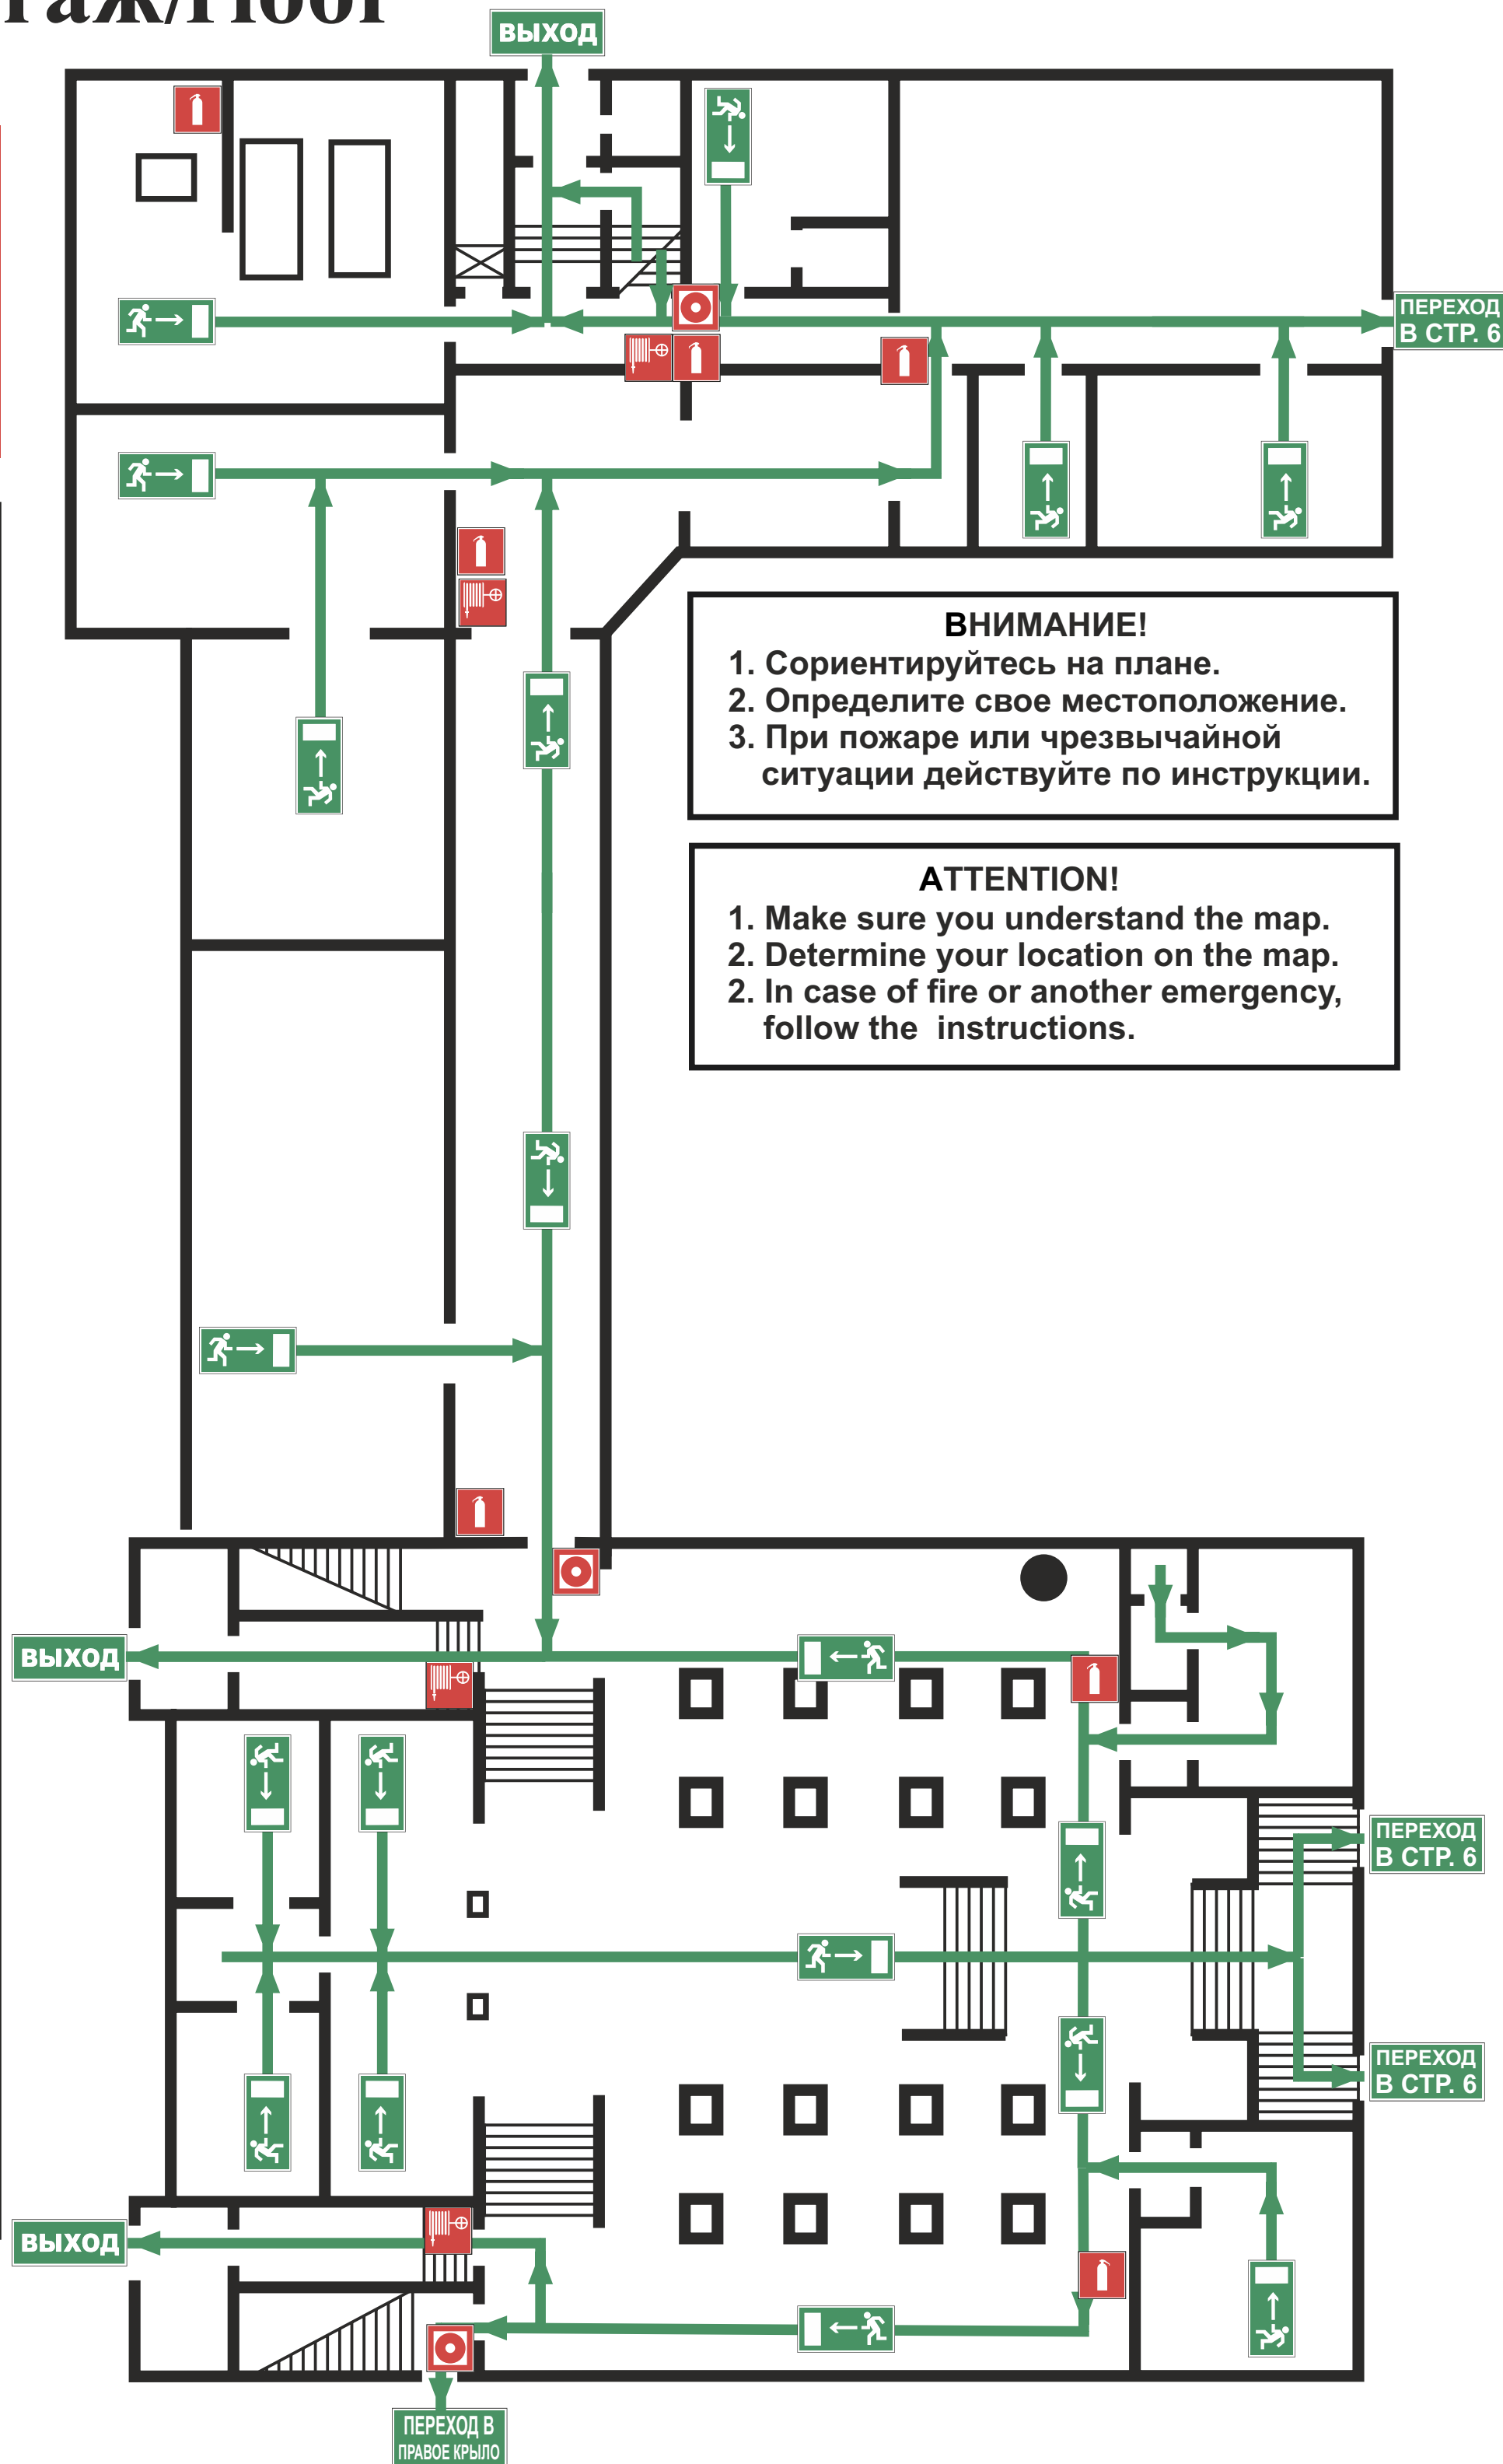 ВЫХОД
ПЕРЕХОД
В СТР. 6
ВНИМАНИЕ!
1. Сориентируйтесь на плане.
2. Определите свое местоположение.
3. При пожаре или чрезвычайной
ситуации действуйте по инструкции.
ATTENTION!
1. Make sure you understand the map.
2. Determine your location on the map.
2. In case of fire or another emergency,
follow the instructions.
ВЫХОД
ПЕРЕХОД
В СТР. 6
ПЕРЕХОД
В СТР. 6
ВЫХОД
ПЕРЕХОД В
ПРАВОЕ КРЫЛО